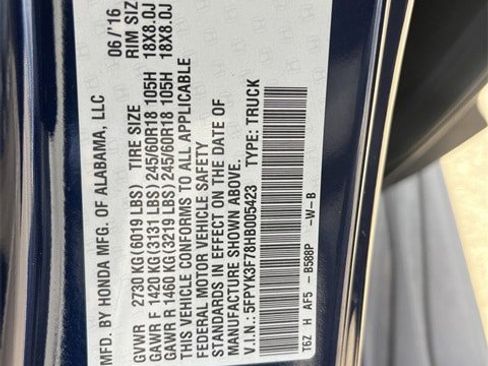 MFD. BY HONDA MFG. OF ALABAMA, LLC 06/'16
GVWR 2730 KG(6019 LBS) TIRE SIZE RIM SIZ
GAWR F 1420 KG(3131 LBS) 245/60R18 105H 18X8.0J
GAWR R 1460 KG(3219 LBS) 245/60R18 105H 18X8.0J
THIS VEHICLE CONFORMS TO ALL APPLICABLE
FEDERAL MOTOR VEHICLE SAFETY
STANDARDS IN EFFECT ON THE DATE OF
MANUFACTURE SHOWN ABOVE.
V.I.N.: 5FPYK3F78HB005423 TYPE: TRUCK
T6Z H AF5 - B588P -W-B